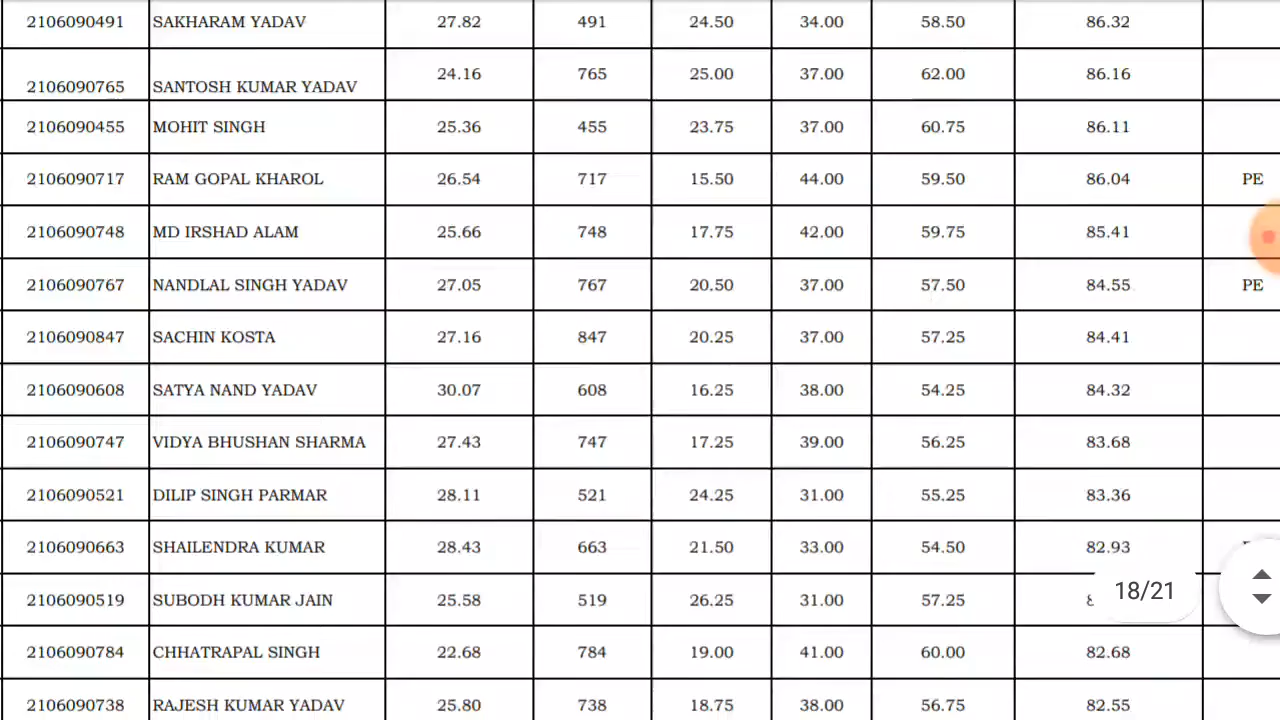 2106090491 SAKHARAM YADAV 27.82 491 24.50 34.00 58.50 86.32
2106090765 SANTOSH KUMAR YADAV 24.16 765 25.00 37.00 62.00 86.16
2106090455 MOHIT SINGH 25.36 455 23.75 37.00 60.75 86.11
2106090717 RAM GOPAL KHAROL 26.54 717 15.50 44.00 59.50 86.04 PE
2106090748 MD IRSHAD ALAM 25.66 748 17.75 42.00 59.75 85.41
2106090767 NANDLAL SINGH YADAV 27.05 767 20.50 37.00 57.50 84.55 PE
2106090847 SACHIN KOSTA 27.16 847 20.25 37.00 57.25 84.41
2106090608 SATYA NAND YADAV 30.07 608 16.25 38.00 54.25 84.32
2106090747 VIDYA BHUSHAN SHARMA 27.43 747 17.25 39.00 56.25 83.68
2106090521 DILIP SINGH PARMAR 28.11 521 24.25 31.00 55.25 83.36
2106090663 SHAILENDRA KUMAR 28.43 663 21.50 33.00 54.50 82.93
2106090519 SUBODH KUMAR JAIN 25.58 519 26.25 31.00 57.25
18/21
2106090784 CHHATRAPAL SINGH 22.68 784 19.00 41.00 60.00 82.68
2106090738 RAJESH KUMAR YADAV 25.80 738 18.75 38.00 56.75 82.55